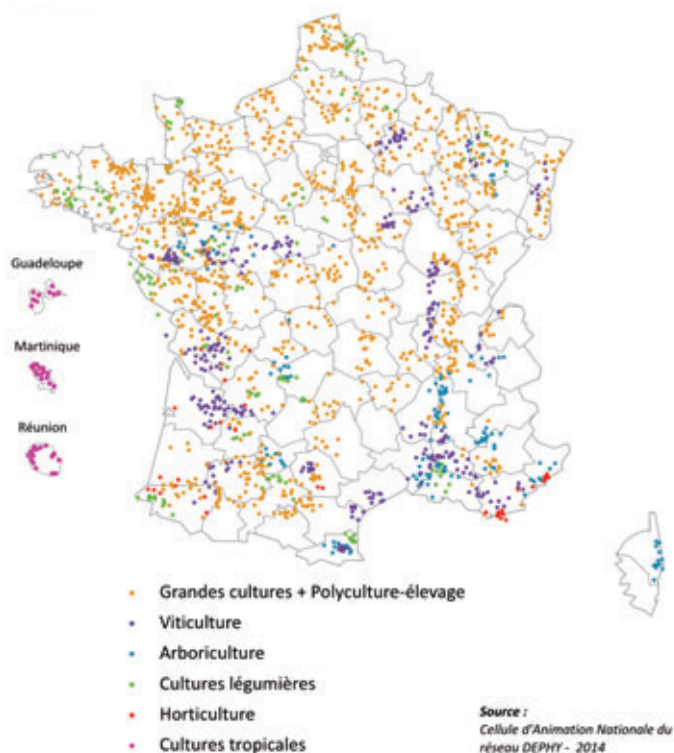 Guadeloupe
Martinique
Réunion
Grandes cultures + Polyculture-élevage
Viticulture
Arboriculture
Cultures légumières
Horticulture
Cultures tropicales
Source :
Cellule d'Animation Nationale du
réseau DEPHY - 2014